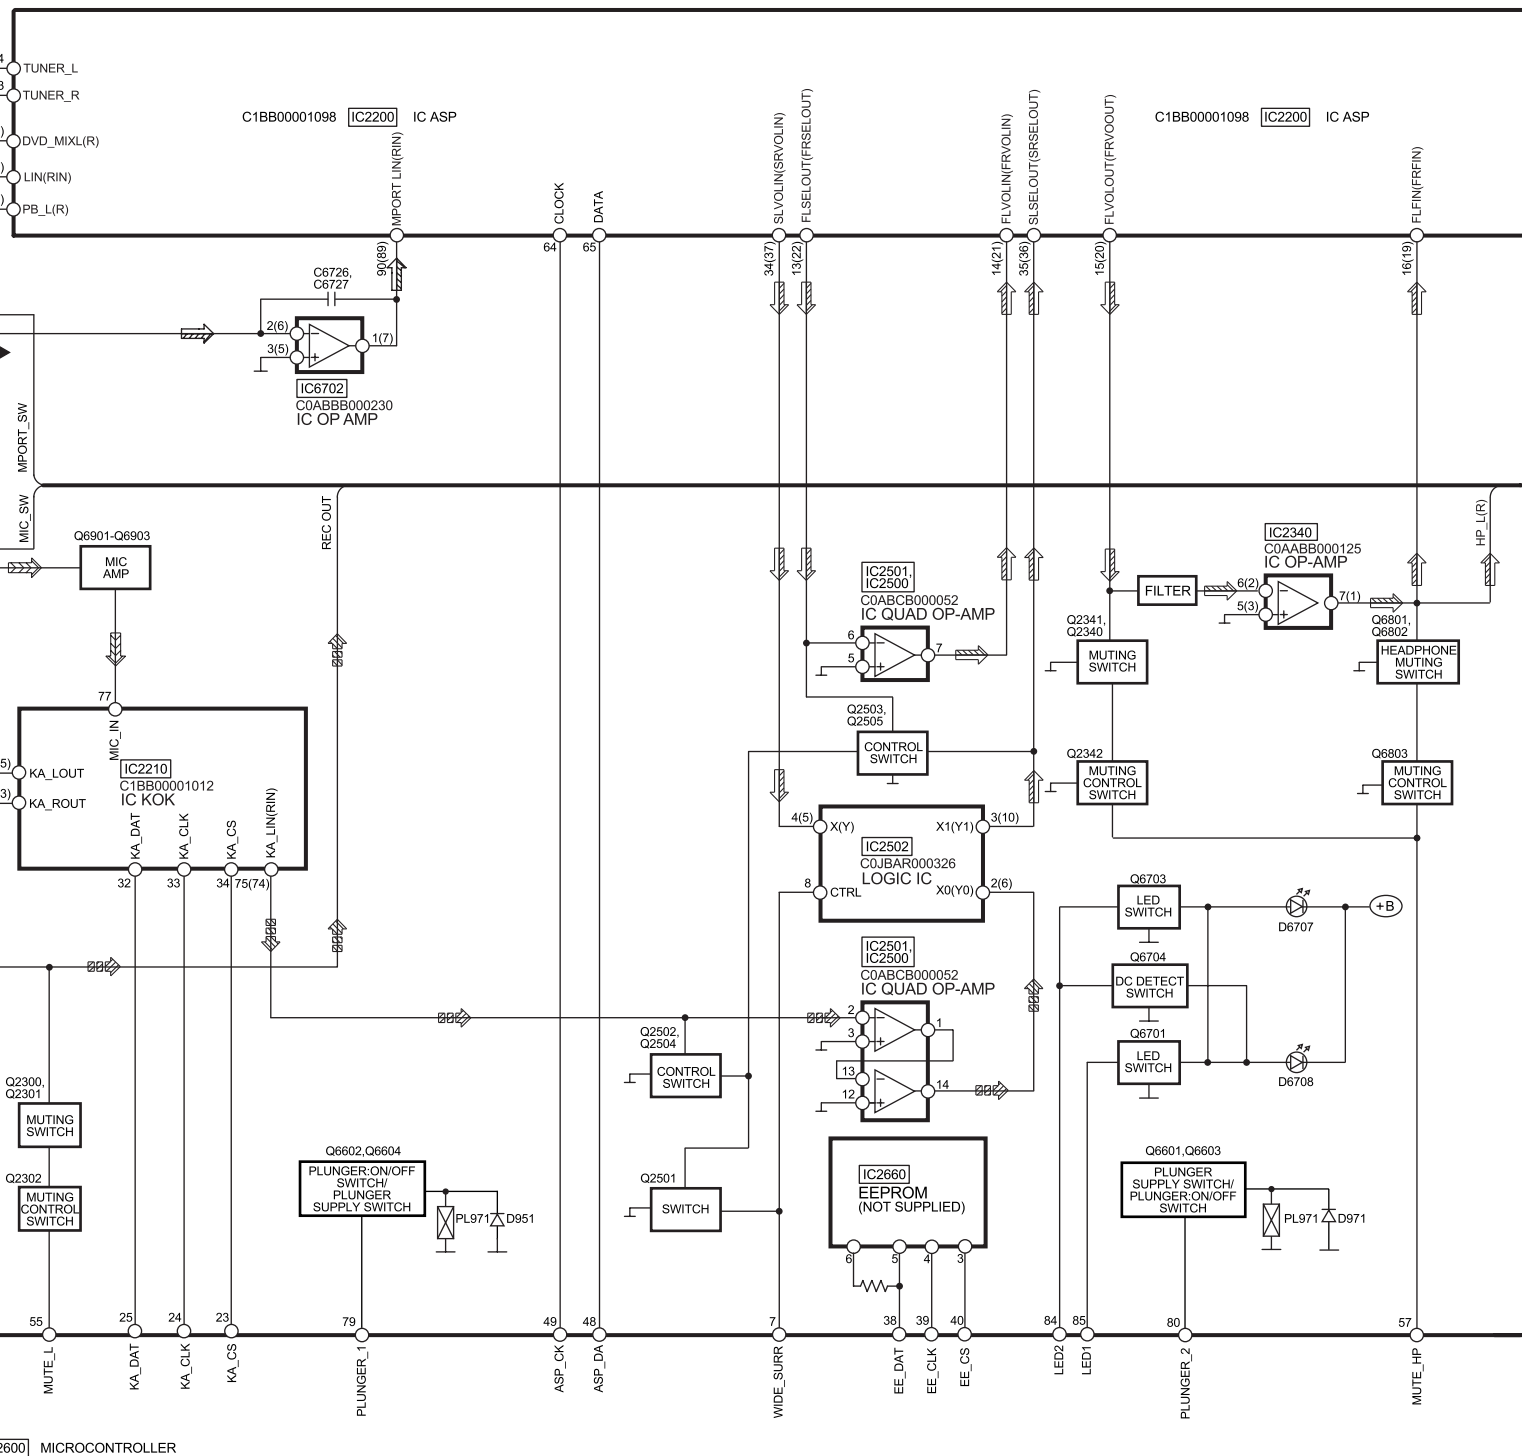 4
TUNER_L
3
TUNER_R
)
DVD_MIXL(R)
)
LIN(RIN)
)
PB_L(R)
C1BB00001098 IC2200 IC ASP
MPORT LIN(RIN)
CLOCK
DATA
SLVOLIN(SRVOLIN)
FLSELOUT(FRSELOUT)
FLVOLIN(FRVOLIN)
SLSELOUT(SRSELOUT)
FLVOLOUT(FRVOOUT)
C1BB00001098 IC2200 IC ASP
FLFIN(FRFIN)
90(89)
64
65
34(37)
13(22)
14(21)
35(36)
15(20)
16(19)
C6726,
C6727
2(6)
3(5)
1(7)
IC6702
C0ABBB000230
IC OP AMP
MPORT_SW
MIC_SW
REC OUT
HP_L(R)
Q6901-Q6903
MIC
AMP
77
MIC_IN
IC2210
C1BB00001012
IC KOK
5)
KA_LOUT
3)
KA_ROUT
KA_DAT
KA_CLK
KA_CS
KA_LIN(RIN)
32
33
34
75(74)
IC2501,
IC2500
C0ABCB000052
IC QUAD OP-AMP
6
5
7
Q2503,
Q2505
CONTROL
SWITCH
IC2340
C0AABB000125
IC OP-AMP
FILTER
6(2)
5(3)
7(1)
Q2341,
Q2340
MUTING
SWITCH
Q6801,
Q6802
HEADPHONE
MUTING
SWITCH
Q2342
MUTING
CONTROL
SWITCH
Q6803
MUTING
CONTROL
SWITCH
4(5)
X(Y)
X1(Y1)
3(10)
IC2502
C0JBAR000326
LOGIC IC
8
CTRL
X0(Y0)
2(6)
IC2501,
IC2500
C0ABCB000052
IC QUAD OP-AMP
2
3
1
13
12
14
Q2502,
Q2504
CONTROL
SWITCH
Q2501
SWITCH
Q6703
LED
SWITCH
D6707
+B
Q6704
DC DETECT
SWITCH
Q6701
LED
SWITCH
D6708
Q2300,
Q2301
MUTING
SWITCH
Q2302
MUTING
CONTROL
SWITCH
Q6602,Q6604
PLUNGER:ON/OFF
SWITCH/
PLUNGER
SUPPLY SWITCH
PL971
D951
IC2660
EEPROM
(NOT SUPPLIED)
6
5
4
3
Q6601,Q6603
PLUNGER
SUPPLY SWITCH/
PLUNGER:ON/OFF
SWITCH
PL971
D971
55
25
24
23
79
49
48
7
38
39
40
84
85
80
57
MUTE_L
KA_DAT
KA_CLK
KA_CS
PLUNGER_1
ASP_CK
ASP_DA
WIDE_SURR
EE_DAT
EE_CLK
EE_CS
LED2
LED1
PLUNGER_2
MUTE_HP
2600 MICROCONTROLLER